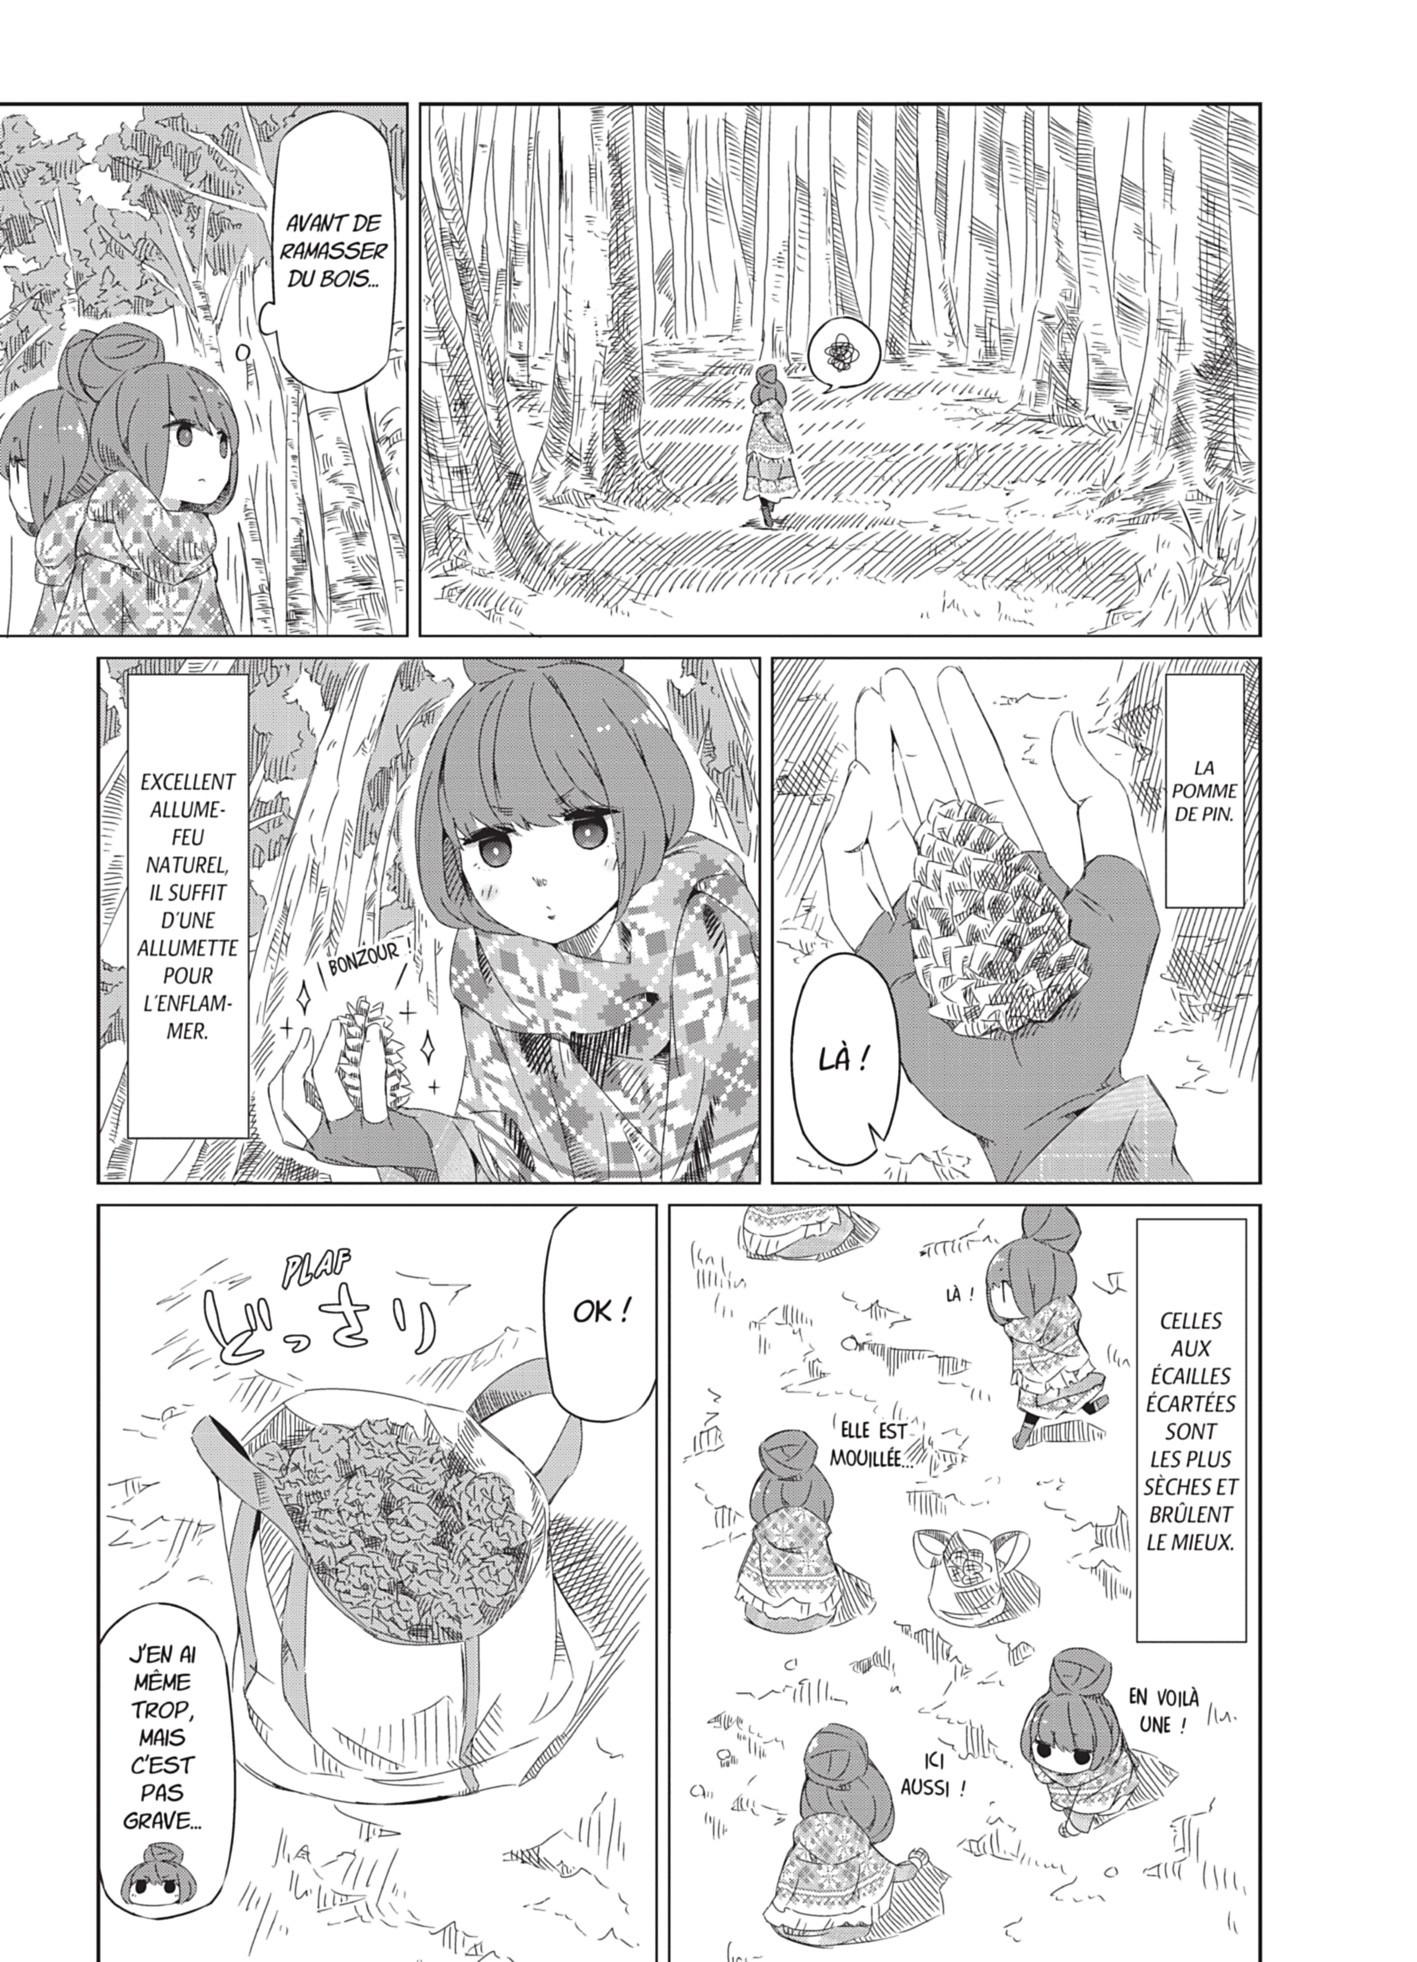 AVANT DE
RAMASSER
DU BOIS...
LA
POMME
DE PIN.
LÀ !
EXCELLENT
ALLUME-
FEU
NATUREL,
IL SUFFIT
D'UNE
ALLUMETTE
POUR
L'ENFLAM-
MER.
BONZOUR !
CELLES
AUX
ÉCAILLES
ÉCARTÉES
SONT
LES PLUS
SÈCHES ET
BRÛLENT
LE MIEUX.
LÀ !
ELLE EST
MOUILLÉE...
EN VOILÀ
UNE !
ICI
AUSSI !
OK !
PLAF
どっさり
J'EN AI
MÊME
TROP,
MAIS
C'EST
PAS
GRAVE...